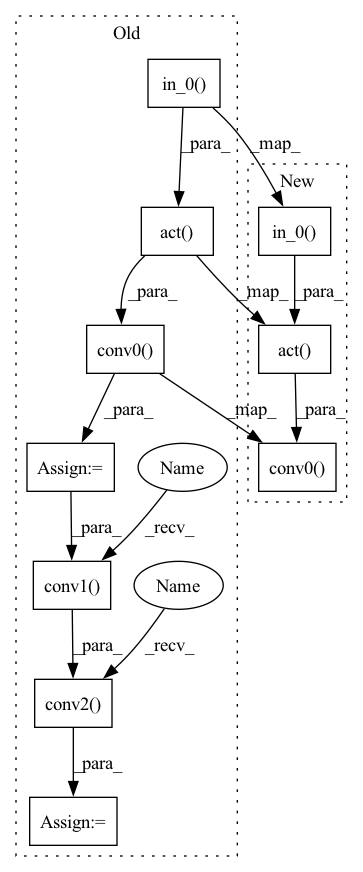 Old
in_0()
_para_
_map_
New
act()
in_0()
_para_
_map_
_para_
conv0()
act()
_para_
_map_
_para_
Assign:=
Name
conv0()
_para_
_recv_
conv1()
Name
_para_
_recv_
conv2()
_para_
Assign:=